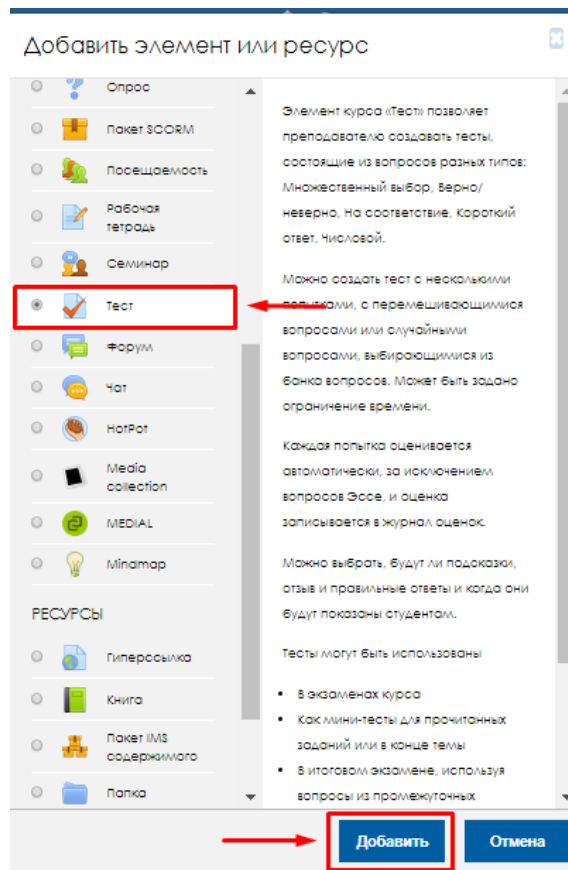 Добавить элемент или ресурс
Опрос
Пакет SCORM
Посещаемость
Рабочая
тетрадь
Семинар
Тест
Форум
Чат
HotPot
Media
collection
MEDIAL
Mindmap
РЕСУРСЫ
Гиперссылка
Книга
Пакет IMS
содержимого
Папка
Элемент курса «Тест» позволяет
преподавателю создавать тесты,
состоящие из вопросов разных типов:
Множественный выбор, Верно/
неверно, На соответствие, Короткий
ответ, Числовой.
Можно создать тест с несколькими
попытками, с перемешивающимися
вопросами или случайными
вопросами, выбирающимися из
банка вопросов. Может быть задано
ограничение времени.
Каждая попытка оценивается
автоматически, за исключением
вопросов Эссе, и оценка
записывается в журнал оценок.
Можно выбрать, будут ли подсказки,
отзыв и правильные ответы и когда они
будут показаны студентам.
Тесты могут быть использованы
• В экзаменах курса
• Как мини-тесты для прочитанных
заданий или в конце темы
• В итоговом экзамене, используя
вопросы из промежуточных
Добавить
Отмена